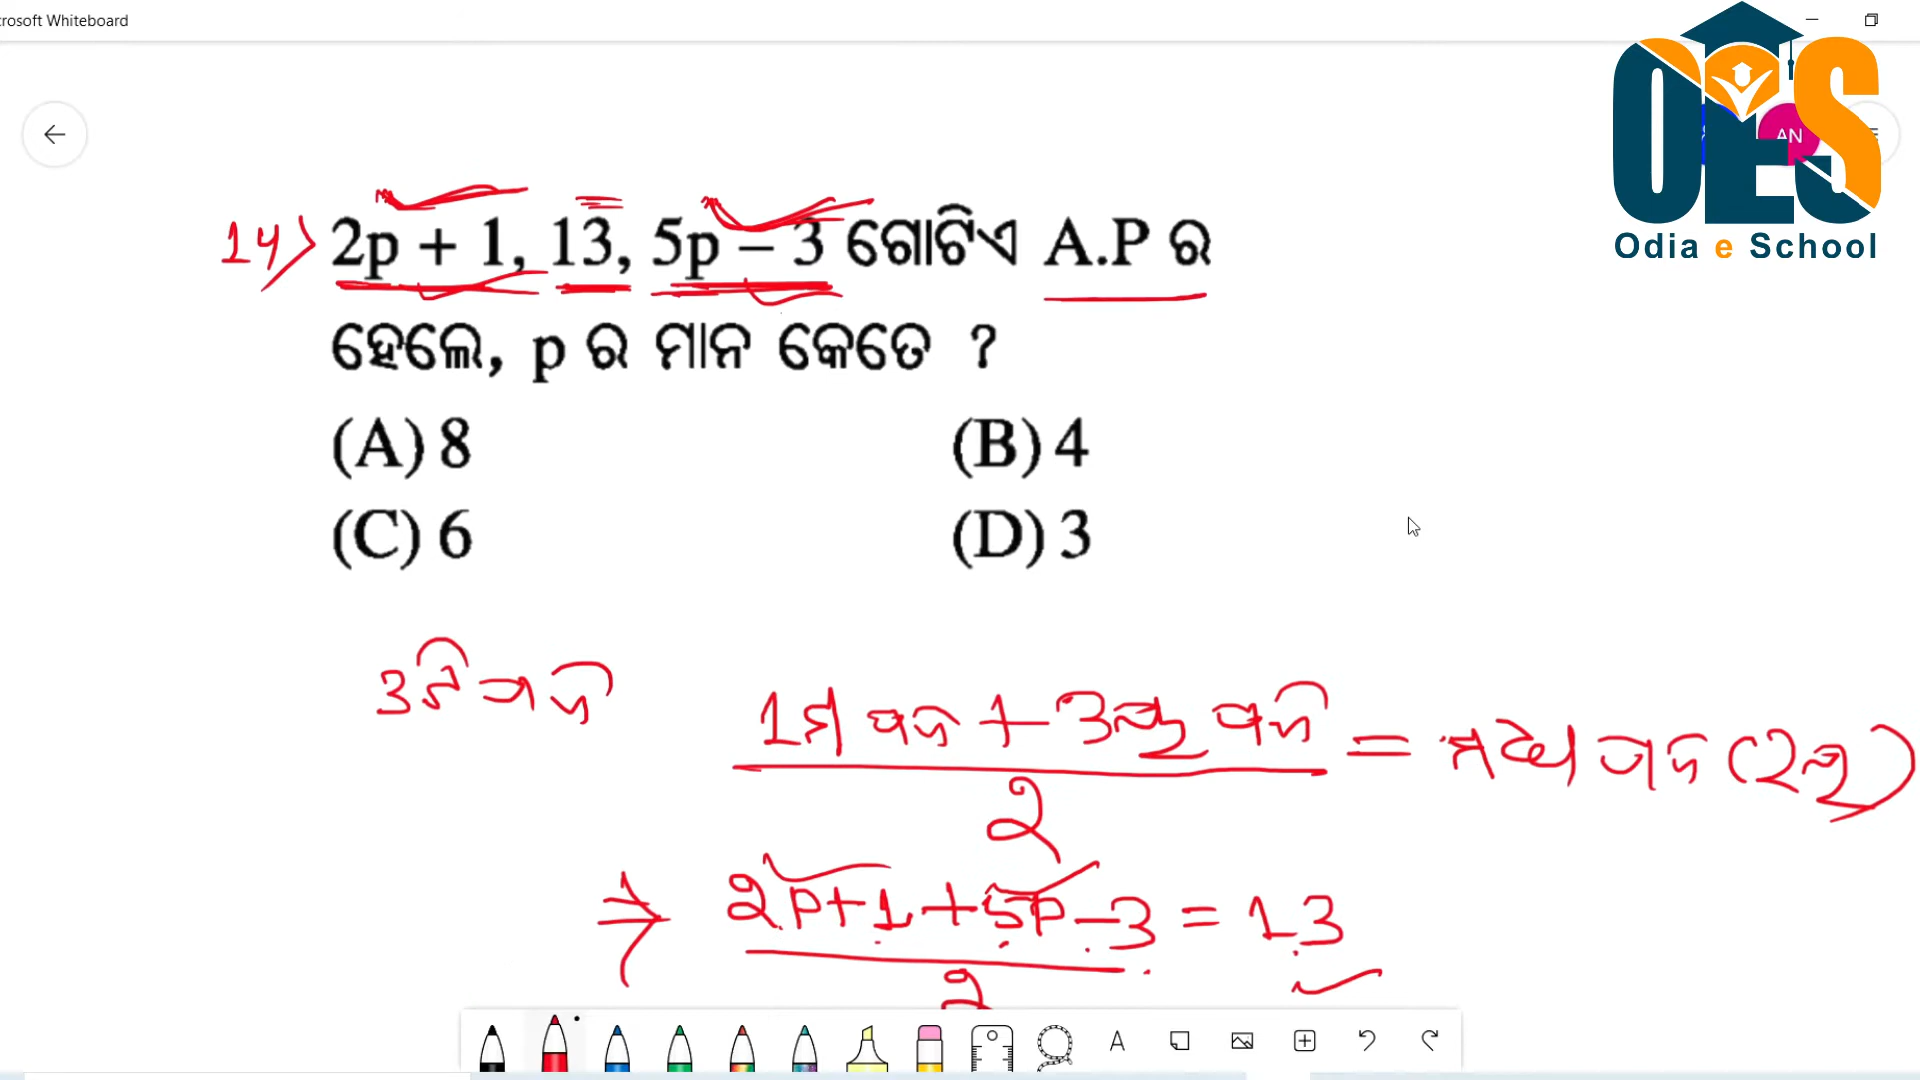 rosoft Whiteboard
OES
AN
Odia e School
14> 2p + 1, 13, 5p – 3 ଗୋଟିଏ A.P ର
ହେଲେ, p ର ମାନ କେତେ ?
(A) 8 (B) 4
(C) 6 (D) 3
3ଟି ପଦ
1ମ ପଦ + 3ୟ ପଦ = ମଧ୍ୟ ପଦ (2ୟ)
2
⇒ 2p+1+5p-3 = 13
2
A